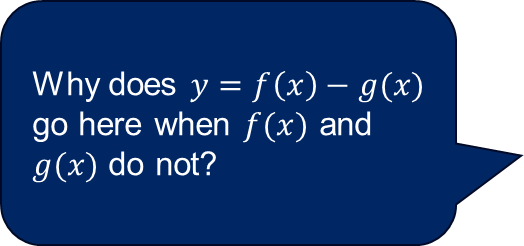 Why does y = f(x) − g(x)
go here when f(x) and
g(x) do not?